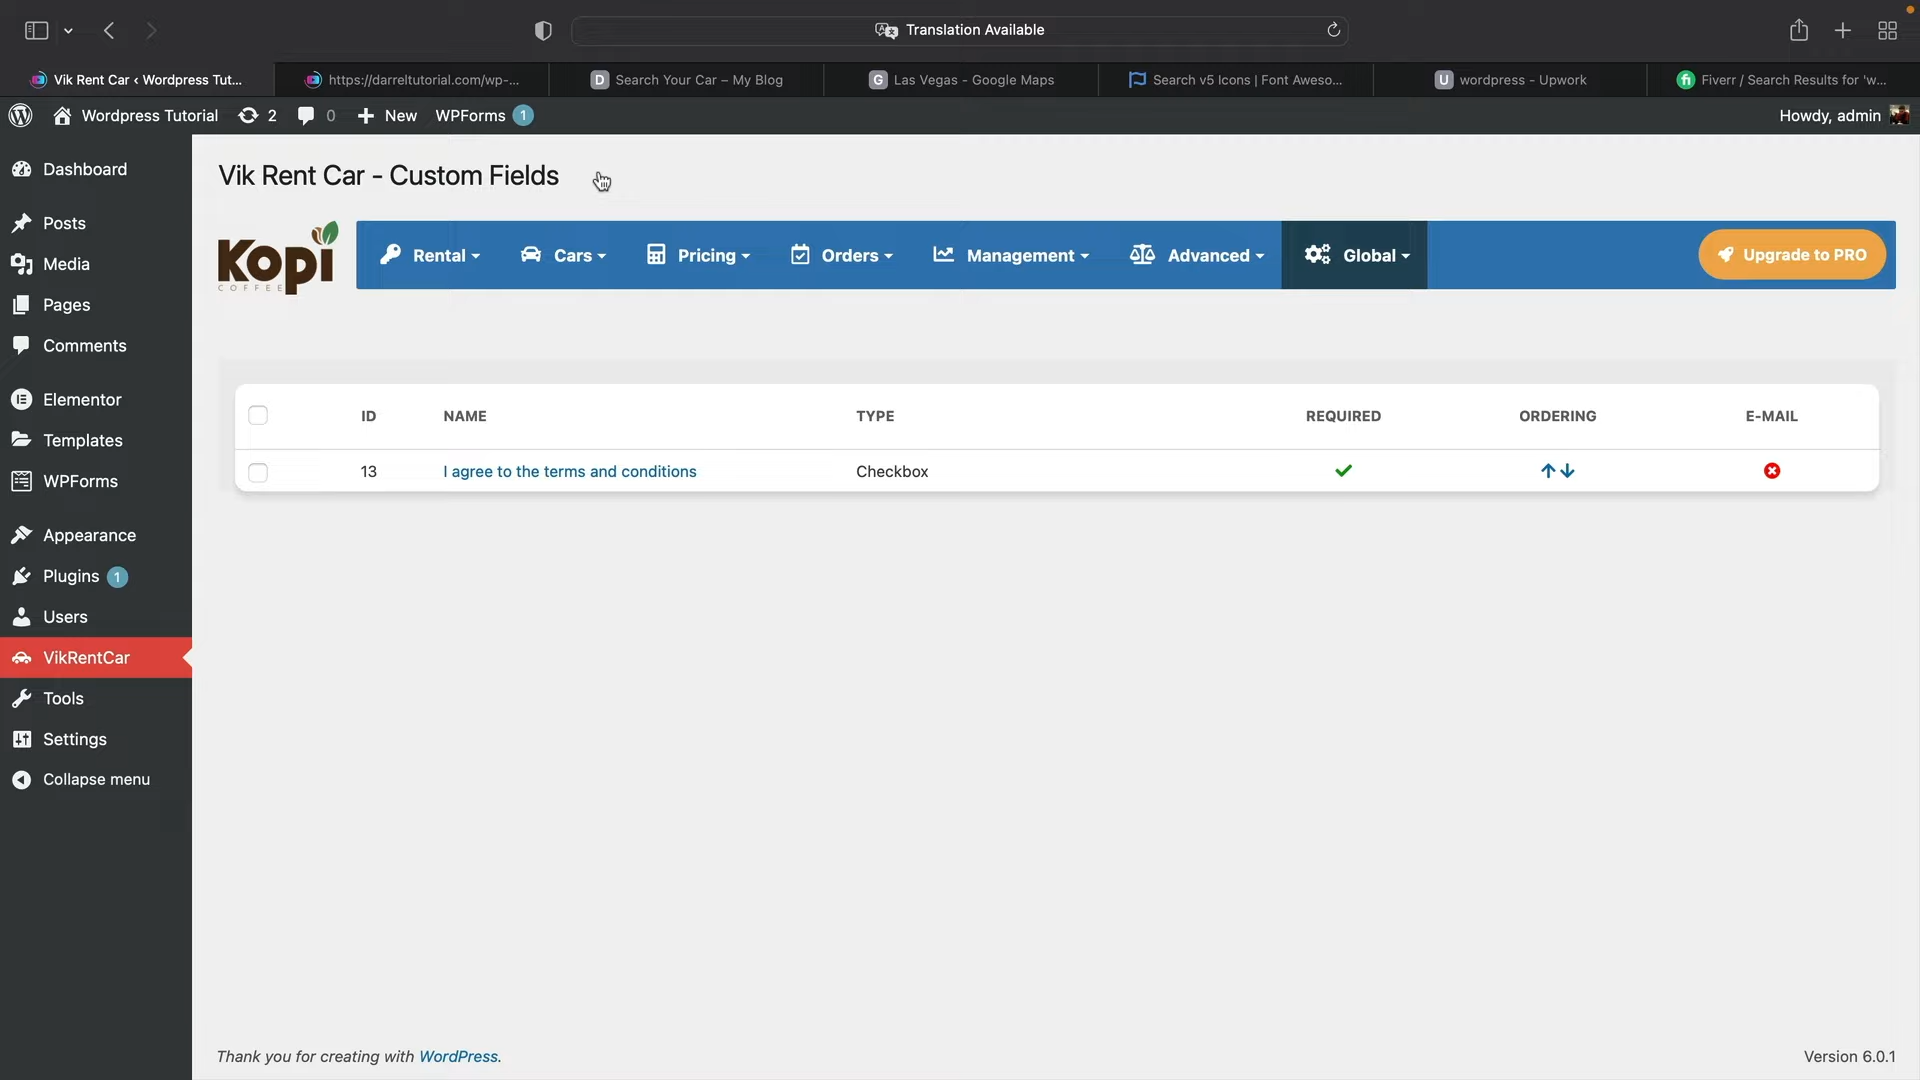 Translation Available
Vik Rent Car ‹ Wordpress Tut...
https://darreltutorial.com/wp-...
D Search Your Car – My Blog
G Las Vegas - Google Maps
Search v5 Icons | Font Aweso...
U wordpress - Upwork
fi Fiverr / Search Results for 'w...
Wordpress Tutorial 2 0 + New WPForms 1
Howdy, admin
Dashboard
Posts
Media
Pages
Comments
Elementor
Templates
WPForms
Appearance
Plugins 1
Users
VikRentCar
Tools
Settings
Collapse menu
Vik Rent Car - Custom Fields
Kopi
COFFEE
Rental
Cars
Pricing
Orders
Management
Advanced
Global
Upgrade to PRO
ID NAME TYPE REQUIRED ORDERING E-MAIL
13 I agree to the terms and conditions Checkbox
Thank you for creating with WordPress.
Version 6.0.1